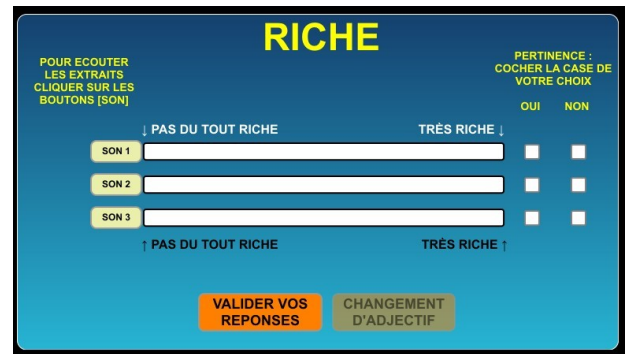 RICHE
POUR ECOUTER
LES EXTRAITS
CLIQUER SUR LES
BOUTONS [SON]
PERTINENCE :
COCHER LA CASE DE
VOTRE CHOIX
OUI NON
↓ PAS DU TOUT RICHE TRÈS RICHE ↓
SON 1
SON 2
SON 3
↑ PAS DU TOUT RICHE TRÈS RICHE ↑
VALIDER VOS
REPONSES
CHANGEMENT
D'ADJECTIF